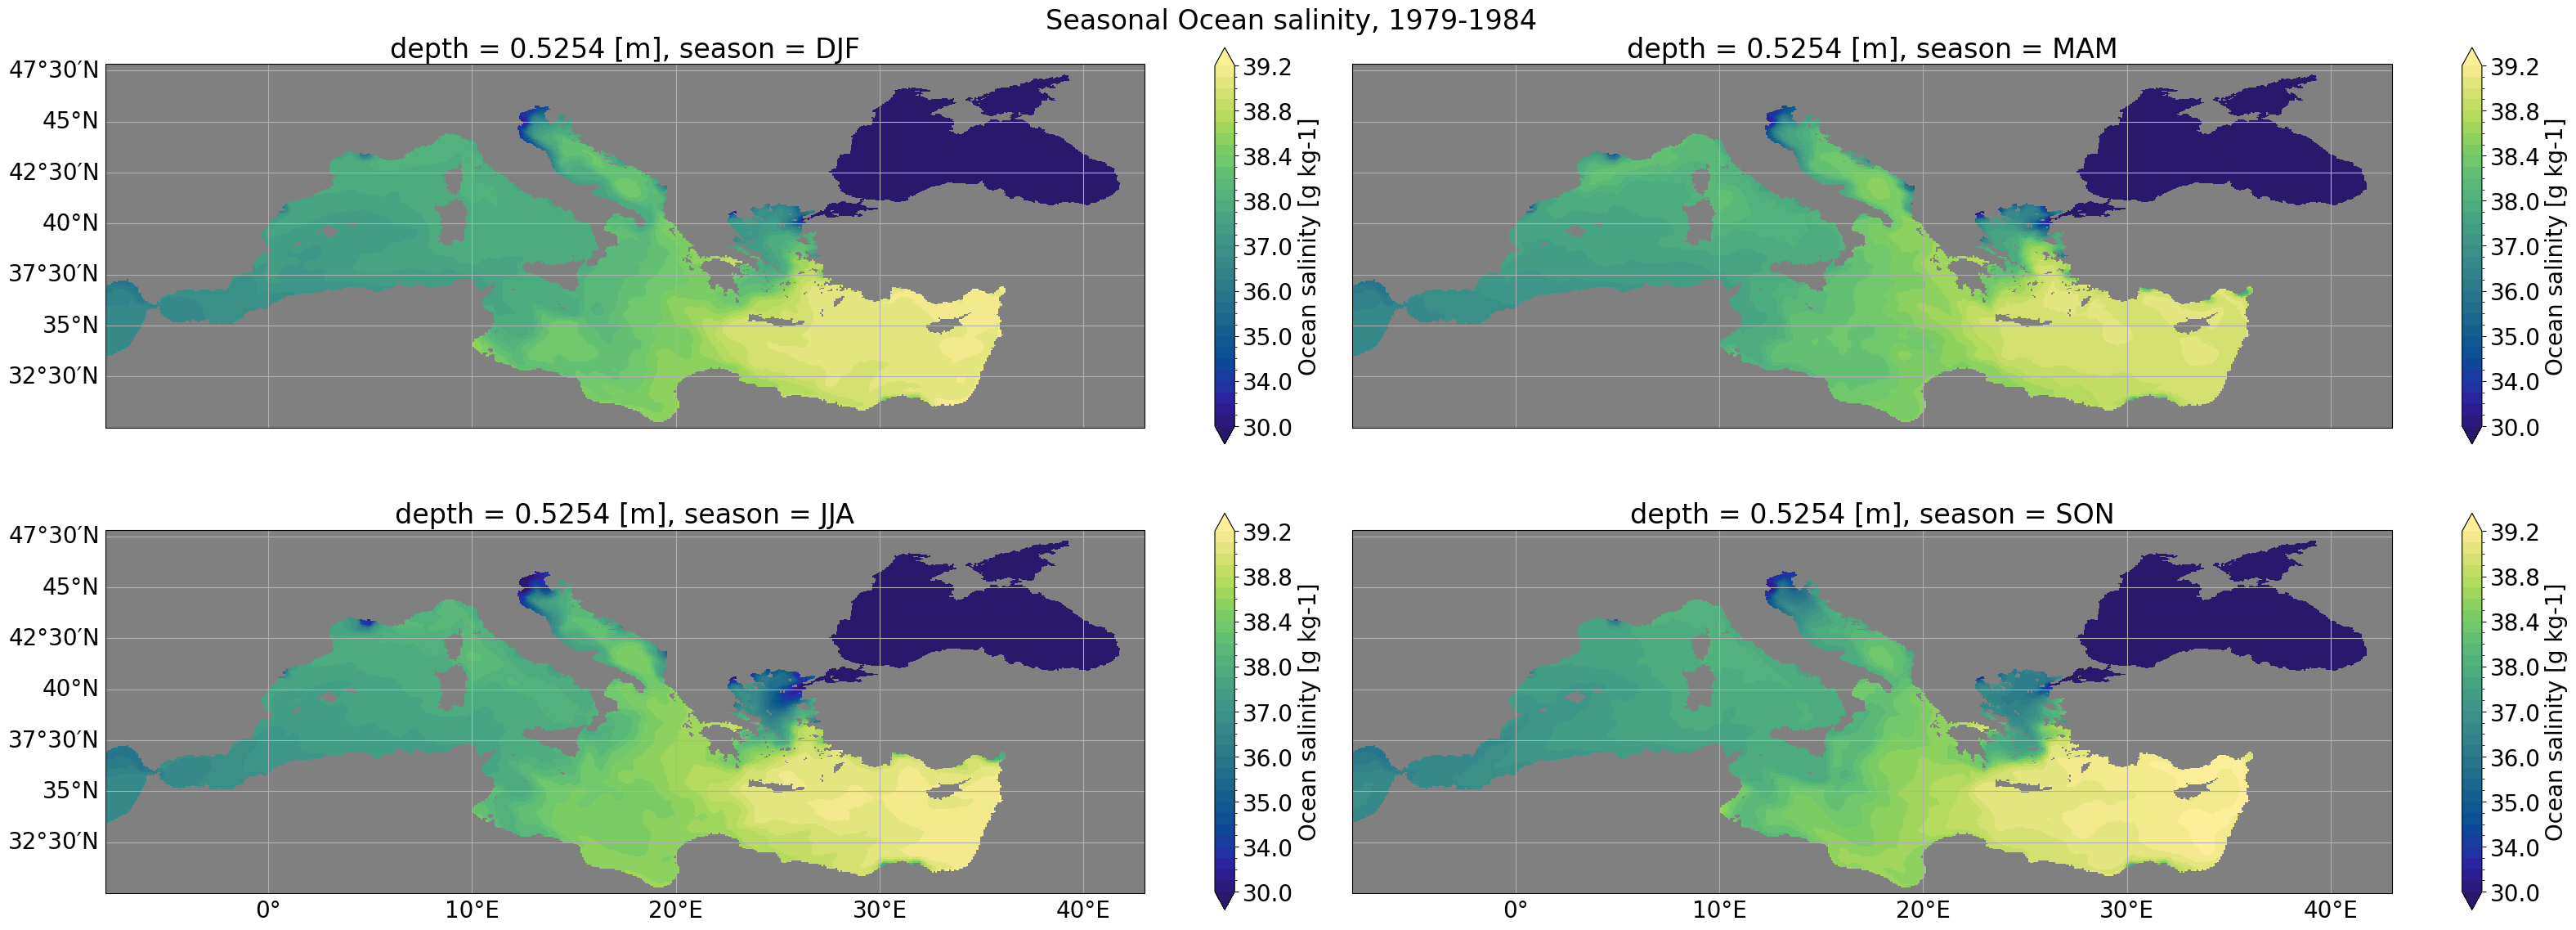 Seasonal Ocean salinity, 1979-1984
depth = 0.5254 [m], season = DJF
47°30′N
45°N
42°30′N
40°N
37°30′N
35°N
32°30′N
39.2
38.8
38.4
38.0
37.0
36.0
35.0
34.0
30.0
Ocean salinity [g kg-1]
depth = 0.5254 [m], season = MAM
39.2
38.8
38.4
38.0
37.0
36.0
35.0
34.0
30.0
Ocean salinity [g kg-1]
depth = 0.5254 [m], season = JJA
47°30′N
45°N
42°30′N
40°N
37°30′N
35°N
32°30′N
0°
10°E
20°E
30°E
40°E
39.2
38.8
38.4
38.0
37.0
36.0
35.0
34.0
30.0
Ocean salinity [g kg-1]
depth = 0.5254 [m], season = SON
0°
10°E
20°E
30°E
40°E
39.2
38.8
38.4
38.0
37.0
36.0
35.0
34.0
30.0
Ocean salinity [g kg-1]